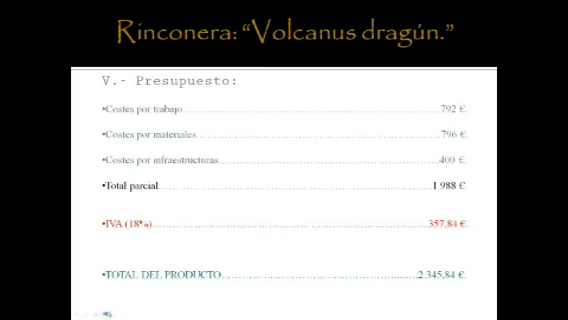 Rinconera: “Volcanus dragún.”
V.- Presupuesto:
•Costes por trabajo……………………………………………………………792 €.
•Costes por materiales…………………………………………………………796 €.
•Costes por infraestructuras……………………………………………………400 €.
•Total parcial……………………………………………………………1 988 €.
•IVA (18%)……………………………………………………………357,84 €.
•TOTAL DEL PRODUCTO……………………………………………2.345,84 €.